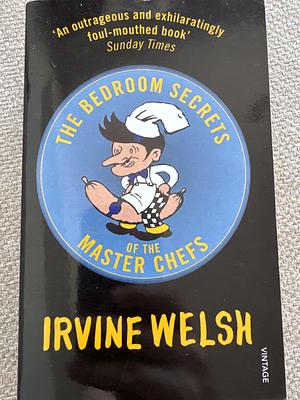 'An outrageous and exhilaratingly
foul-mouthed book'
Sunday Times
THE BEDROOM SECRETS
OF THE
MASTER CHEFS
IRVINE WELSH
VINTAGE